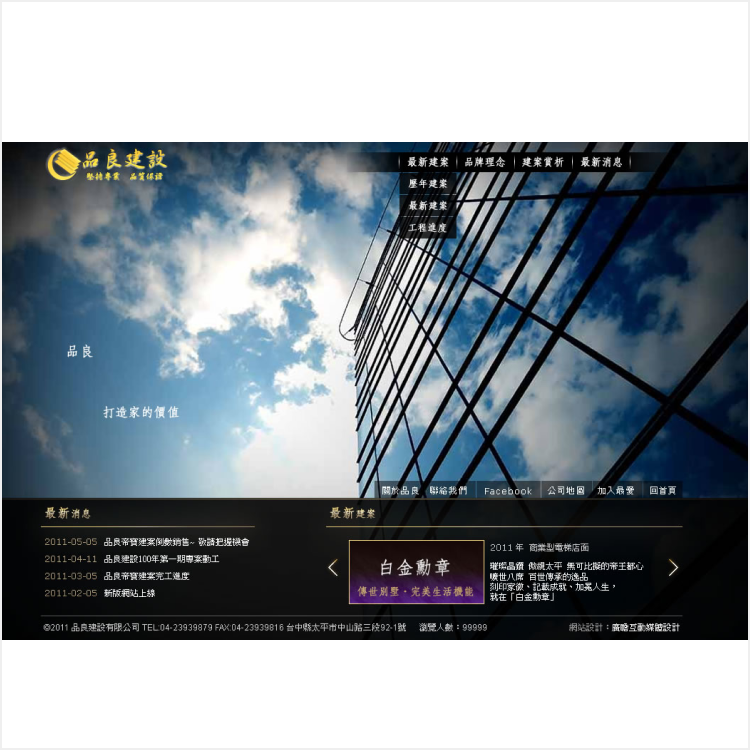 品良建設
堅持專業 品質保證
最新建案 品牌理念 建案賞析 最新消息
歷年建案
最新建案
工程進度
品良
打造家的價值
關於品良 聯絡我們 Facebook 公司地圖 加入最愛 回首頁
最新消息
2011-05-05 品良帝寶建案倒數銷售~ 敬請把握機會
2011-04-11 品良建設100年第一期專案動工
2011-03-05 品良帝寶建案完工進度
2011-02-05 新版網站上線
最新建案
白金勳章
傳世別墅・完美生活機能
2011 年 商業型電梯店面
璀璨晶鑽 傲視太平 無可比擬的帝王都心
曠世八席 百世傳承的逸品
刻印家徽、記載成就、加冕人生，
就在「白金勳章」
©2011 品良建設有限公司 TEL:04-23939879 FAX:04-23939816 台中縣太平市中山路三段92-1號 瀏覽人數：99999
網站設計：廣瞻互動媒體設計